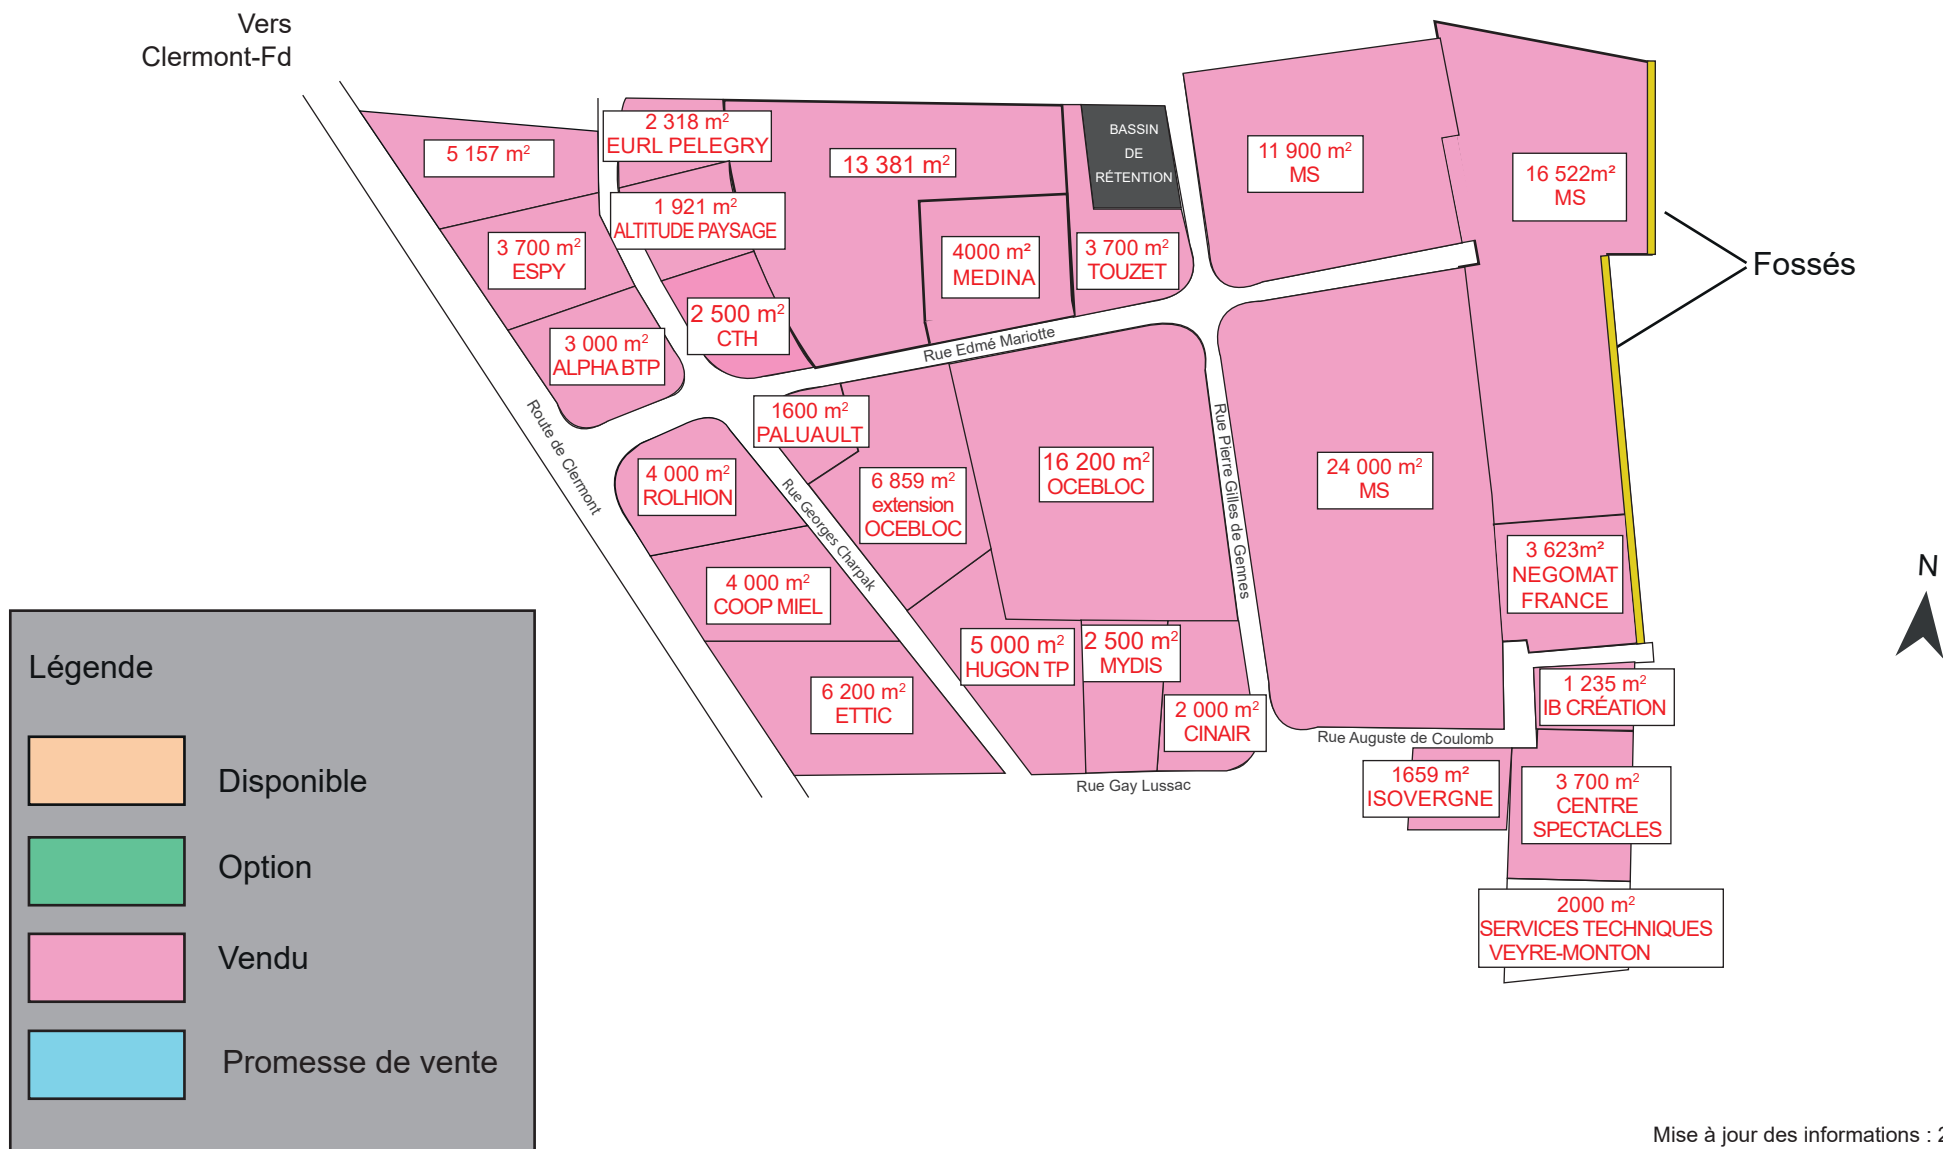 Vers
Clermont-Fd
5 157 m²
2 318 m²
EURL PELEGRY
13 381 m²
BASSIN
DE
RÉTENTION
11 900 m²
MS
16 522m²
MS
1 921 m²
ALTITUDE PAYSAGE
3 700 m²
ESPY
4000 m²
MEDINA
3 700 m²
TOUZET
Fossés
2 500 m²
CTH
3 000 m²
ALPHA BTP
Rue Edmé Mariotte
Route de Clermont
1600 m²
PALUAULT
Rue Pierre Gilles de Gennes
4 000 m²
ROLHION
Rue Georges Charpak
6 859 m²
extension
OCEBLOC
16 200 m²
OCEBLOC
24 000 m²
MS
3 623m²
NEGOMAT
FRANCE
N
4 000 m²
COOP MIEL
5 000 m²
HUGON TP
2 500 m²
MYDIS
6 200 m²
ETTIC
2 000 m²
CINAIR
1 235 m²
IB CRÉATION
Rue Auguste de Coulomb
Rue Gay Lussac
1659 m²
ISOVERGNE
3 700 m²
CENTRE
SPECTACLES
2000 m²
SERVICES TECHNIQUES
VEYRE-MONTON
Légende
Disponible
Option
Vendu
Promesse de vente
Mise à jour des informations :